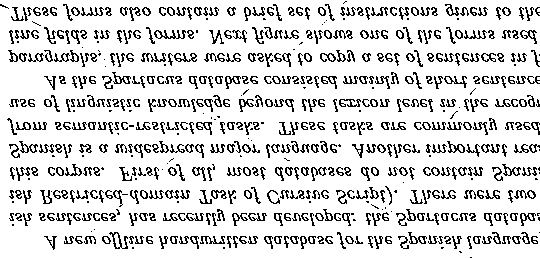 A new offline handwritten database for the Spanish language,
ish sentences, has recently been developed: the Spartacus databas
ish Restricted-domain Task of Cursive Script). There were two
this corpus. First of all, most databases do not contain Spani
Spanish is a widespread major language. Another important rea
from semantic-restricted tasks. These tasks are commonly used
use of linguistic knowledge beyond the lexicon level in the recogn
As the Spartacus database consisted mainly of short sentence
paragraphs, the writers were asked to copy a set of sentences in f
line fields in the forms. Next figure shows one of the forms used
These forms also contain a brief set of instructions given to the